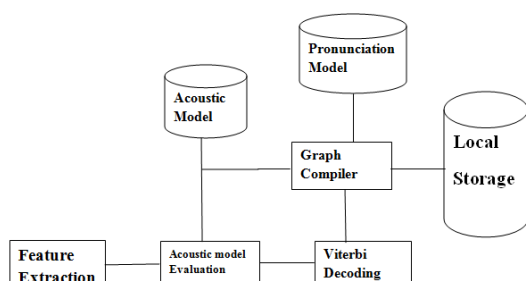 Pronunciation
Model
Acoustic
Model
Graph
Compiler
Local
Storage
Feature
Extraction
Acoustic model
Evaluation
Viterbi
Decoding